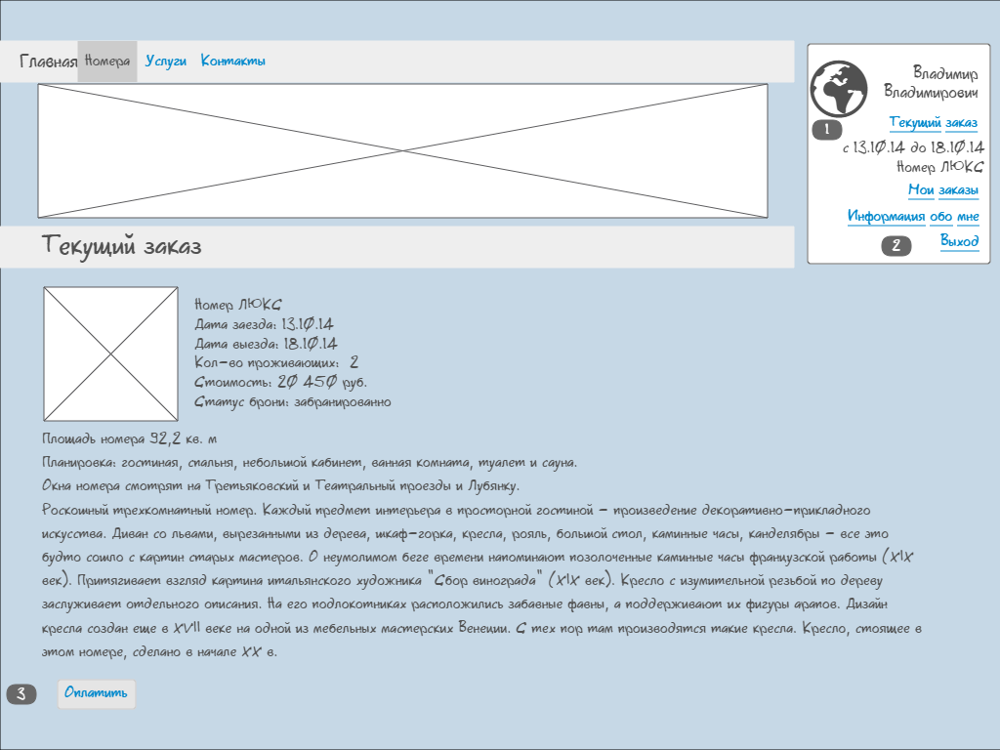 Главная Номера Услуги Контакты
Владимир
Владимирович
1
Текущий заказ
с 13.10.14 до 18.10.14
Номер ЛЮКС
Мои заказы
Информация обо мне
2
Выход
Текущий заказ
Номер ЛЮКС
Дата заезда: 13.10.14
Дата выезда: 18.10.14
Кол-во проживающих: 2
Стоимость: 20 450 руб.
Статус брони: забранированно
Площадь номера 92,2 кв. м
Планировка: гостиная, спальня, небольшой кабинет, ванная комната, туалет и сауна.
Окна номера смотрят на Третьяковский и Театральный проезды и Лубянку.
Роскошный трехкомнатный номер. Каждый предмет интерьера в просторной гостиной – произведение декоративно-прикладного
искусства. Диван со львами, вырезанными из дерева, шкаф-горка, кресла, рояль, большой стол, каминные часы, канделябры – все это
будто сошло с картин старых мастеров. О неумолимом беге времени напоминают позолоченные каминные часы французской работы (XIX
век). Притягивает взгляд картина итальянского художника "Сбор винограда" (XIX век). Кресло с изумительной резьбой по дереву
заслуживает отдельного описания. На его подлокотниках расположились забавные фавны, а поддерживают их фигуры арапов. Дизайн
кресла создан еще в XVII веке на одной из мебельных мастерских Венеции. С тех пор там производятся такие кресла. Кресло, стоящее в
этом номере, сделано в начале XX в.
3
Оплатить